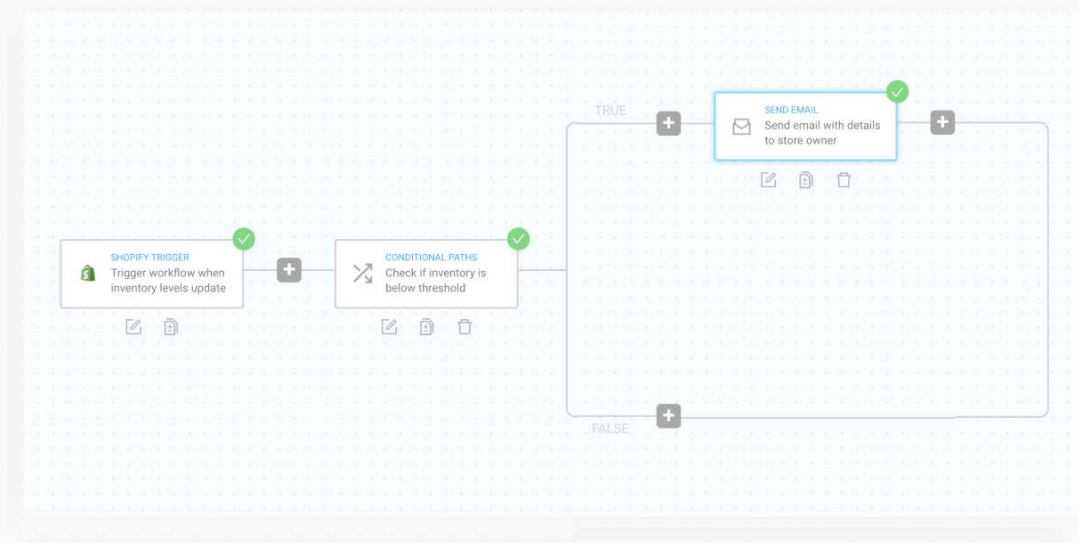 TRUE
SEND EMAIL
Send email with details
to store owner
SHOPIFY TRIGGER
Trigger workflow when
inventory levels update
CONDITIONAL PATHS
Check if inventory is
below threshold
FALSE